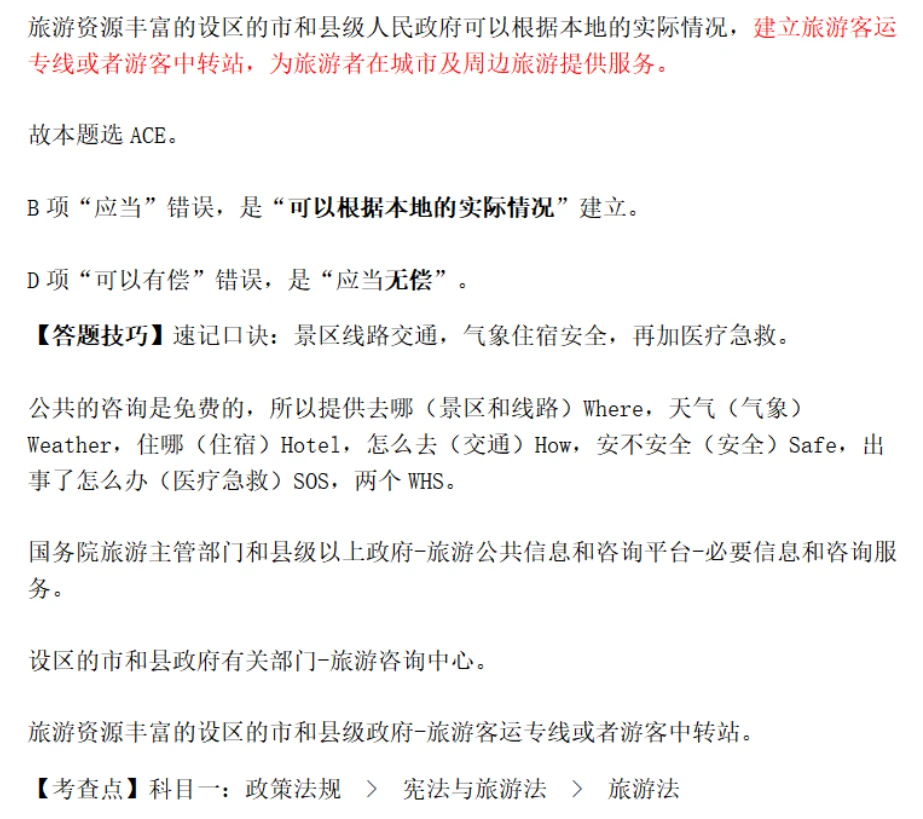 旅游资源丰富的设区的市和县级人民政府可以根据本地的实际情况，建立旅游客运
专线或者游客中转站，为旅游者在城市及周边旅游提供服务。
故本题选 ACE。
B 项“应当”错误，是“可以根据本地的实际情况”建立。
D 项“可以有偿”错误，是“应当无偿”。
【答题技巧】速记口诀：景区线路交通，气象住宿安全，再加医疗急救。
公共的咨询是免费的，所以提供去哪（景区和线路）Where，天气（气象）
Weather，住哪（住宿）Hotel，怎么去（交通）How，安不安全（安全）Safe，出
事了怎么办（医疗急救）SOS，两个 WHS。
国务院旅游主管部门和县级以上政府-旅游公共信息和咨询平台-必要信息和咨询服
务。
设区的市和县政府有关部门-旅游咨询中心。
旅游资源丰富的设区的市和县级政府-旅游客运专线或者游客中转站。
【考查点】科目一：政策法规 > 宪法与旅游法 > 旅游法